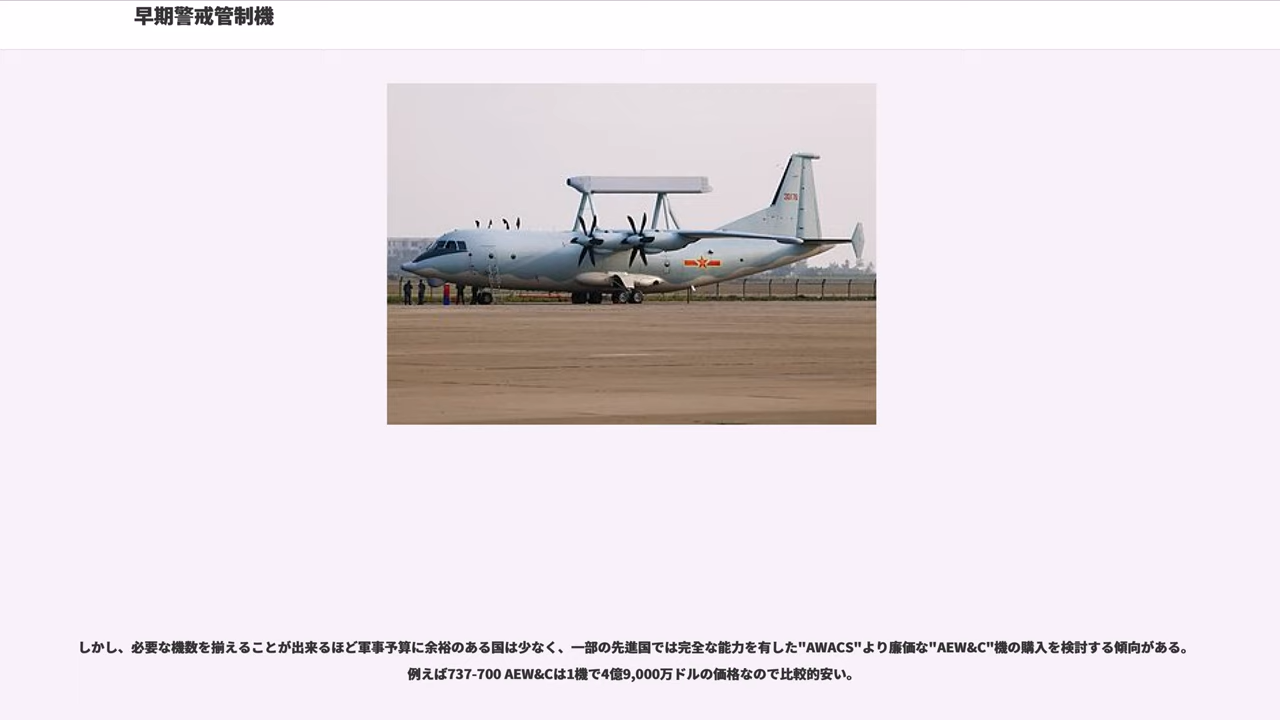 早期警戒管制機
しかし、必要な機数を揃えることが出来るほど軍事予算に余裕のある国は少なく、一部の先進国では完全な能力を有した"AWACS"より廉価な"AEW&C"機の購入を検討する傾向がある。
例えば737-700 AEW&Cは1機で4億9,000万ドルの価格なので比較的安い。